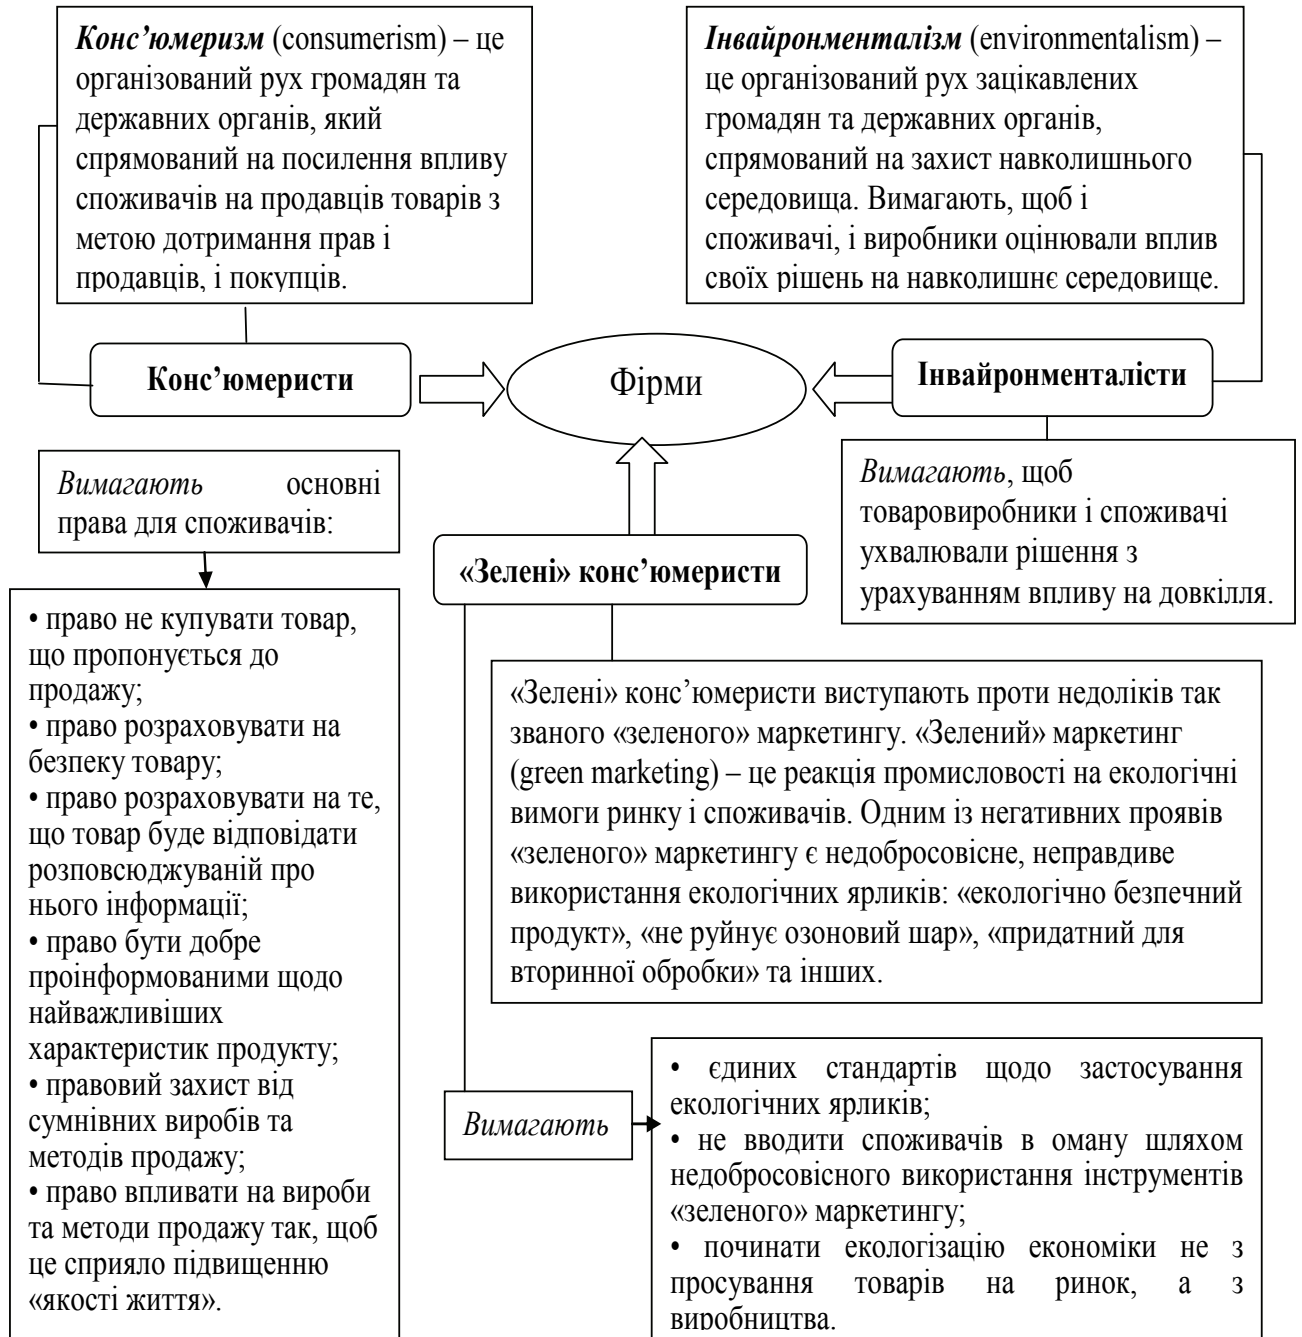 Конс’юмеризм (consumerism) – це
організований рух громадян та
державних органів, який
спрямований на посилення впливу
споживачів на продавців товарів з
метою дотримання прав і
продавців, і покупців.
Інвайронменталізм (environmentalism) –
це організований рух зацікавлених
громадян та державних органів,
спрямований на захист навколишнього
середовища. Вимагають, щоб і
споживачі, і виробники оцінювали вплив
своїх рішень на навколишнє середовище.
Конс’юмеристи
Фірми
Інвайронменталісти
Вимагають основні
права для споживачів:
Вимагають, щоб
товаровиробники і споживачі
ухвалювали рішення з
урахуванням впливу на довкілля.
«Зелені» конс’юмеристи
• право не купувати товар,
що пропонується до
продажу;
• право розраховувати на
безпеку товару;
• право розраховувати на те,
що товар буде відповідати
розповсюджуваній про
нього інформації;
• право бути добре
проінформованими щодо
найважливіших
характеристик продукту;
• правовий захист від
сумнівних виробів та
методів продажу;
• право впливати на вироби
та методи продажу так, щоб
це сприяло підвищенню
«якості життя».
«Зелені» конс’юмеристи виступають проти недоліків так
званого «зеленого» маркетингу. «Зелений» маркетинг
(green marketing) – це реакція промисловості на екологічні
вимоги ринку і споживачів. Одним із негативних проявів
«зеленого» маркетингу є недобросовісне, неправдиве
використання екологічних ярликів: «екологічно безпечний
продукт», «не руйнує озоновий шар», «придатний для
вторинної обробки» та інших.
Вимагають
• єдиних стандартів щодо застосування
екологічних ярликів;
• не вводити споживачів в оману шляхом
недобросовісного використання інструментів
«зеленого» маркетингу;
• починати екологізацію економіки не з
просування товарів на ринок, а з
виробництва.